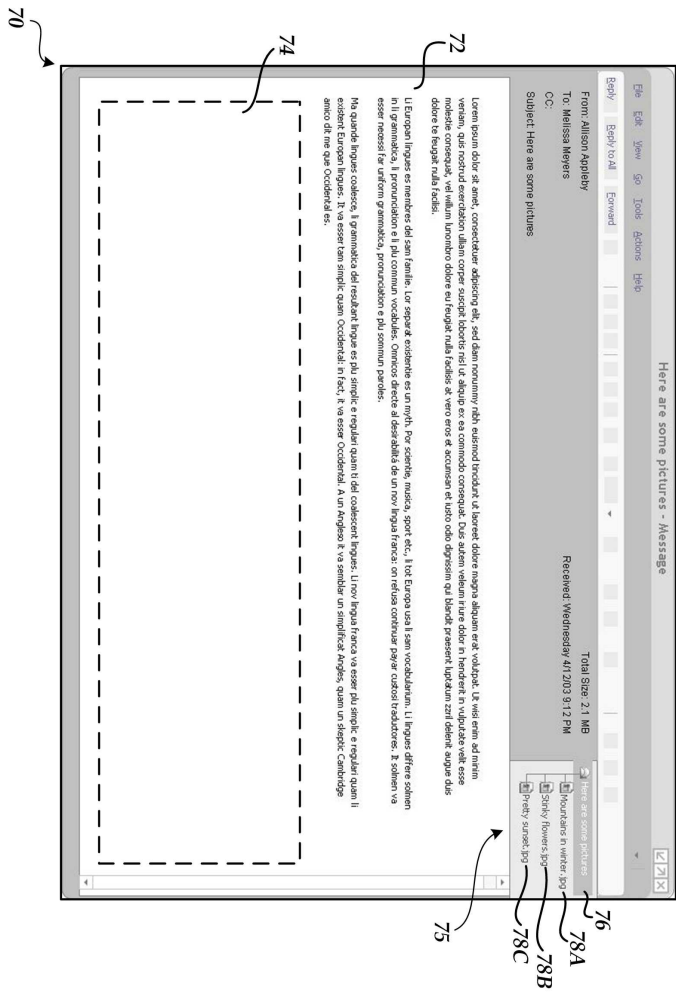 Here are some pictures - Message
File Edit View Go Tools Actions Help
Reply Reply to All Forward
From: Allison Appleby
Total Size: 2.1 MB
To: Melissa Meyers
Received: Wednesday 4/12/03 9:12 PM
CC:
Subject: Here are some pictures
Here are some pictures
Mountains in winter.jpg
Stinky flowers.jpg
Pretty sunset.jpg
Lorem ipsum dolor sit amet, consectetuer adipiscing elit, sed diam nonummy nibh euismod tincidunt ut laoreet dolore magna aliquam erat volutpat. Ut wisi enim ad minim
veniam, quis nostrud exercitation ullam corper suscipit lobortis nisl ut aliquip ex ea commodo consequat. Duis autem veleum iriure dolor in hendrerit in vulputate velit esse
molestie consequat, vel willum lunombro dolore eu feugiat nulla facilisis at vero eros et accumsan et iusto odio dignissim qui blandit praesent luptatum zzril delenit augue duis
dolore te feugait nulla facilisi.
Li Europan lingues es membres del sam familie. Lor separat existentie es un myth. Por scientie, musica, sport etc., li tot Europa usa li sam vocabularium. Li lingues differe solmen
in li grammatica, li pronunciation e li plu commun vocabules. Omnicos directe al desirabilitá de un nov lingua franca: on refusa continuar payar custosi traductores. It solmen va
esser necessi far uniform grammatica, pronunciation e plu sommun paroles.
Ma quande lingues coalesce, li grammatica del resultant lingue es plu simplic e regulari quam ti del coalescent lingues. Li nov lingua franca va esser plu simplic e regulari quam li
existent Europan lingues. It va esser tam simplic quam Occidental: in fact, it va esser Occidental. A un Angleso it va semblar un simplificat Angles, quam un skeptic Cambridge
amico dit me que Occidental es.
70
72
74
75
76
78A
78B
78C